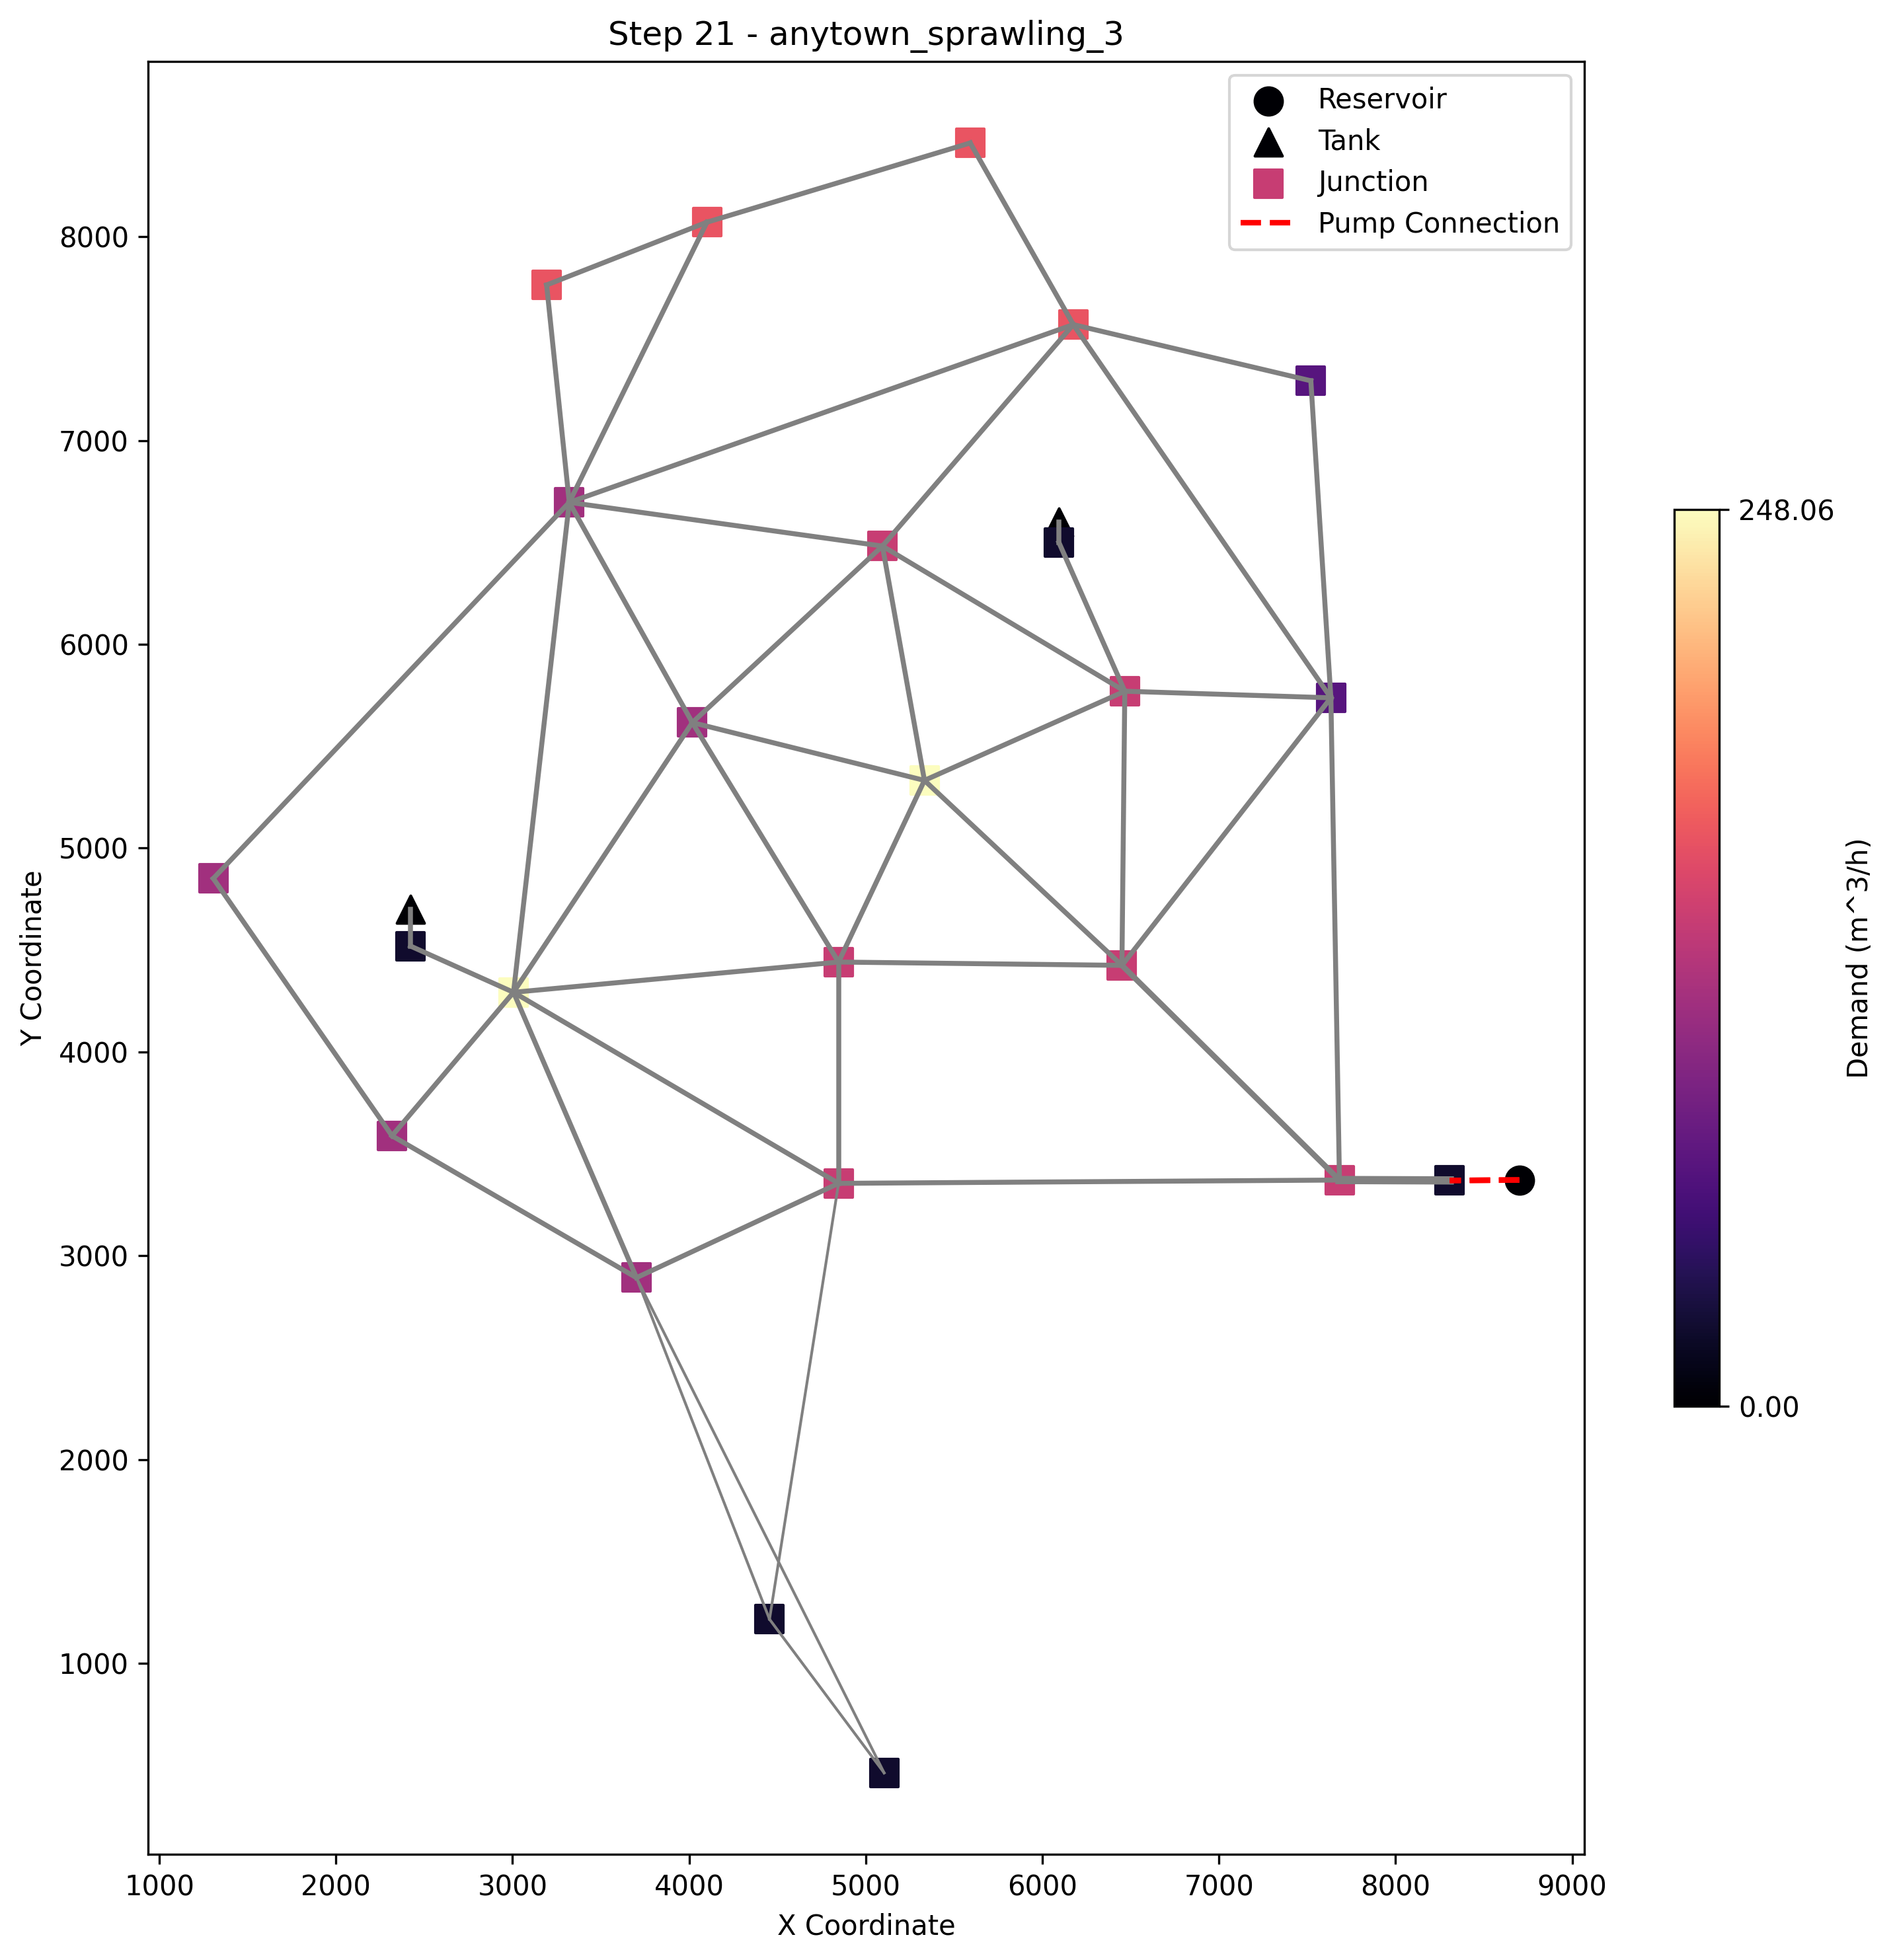 Step 21 - anytown_sprawling_3
Reservoir
Tank
Junction
Pump Connection
8000
7000
6000
5000
4000
3000
2000
1000
Y Coordinate
1000 2000 3000 4000 5000 6000 7000 8000 9000
X Coordinate
248.06
0.00
Demand (m^3/h)